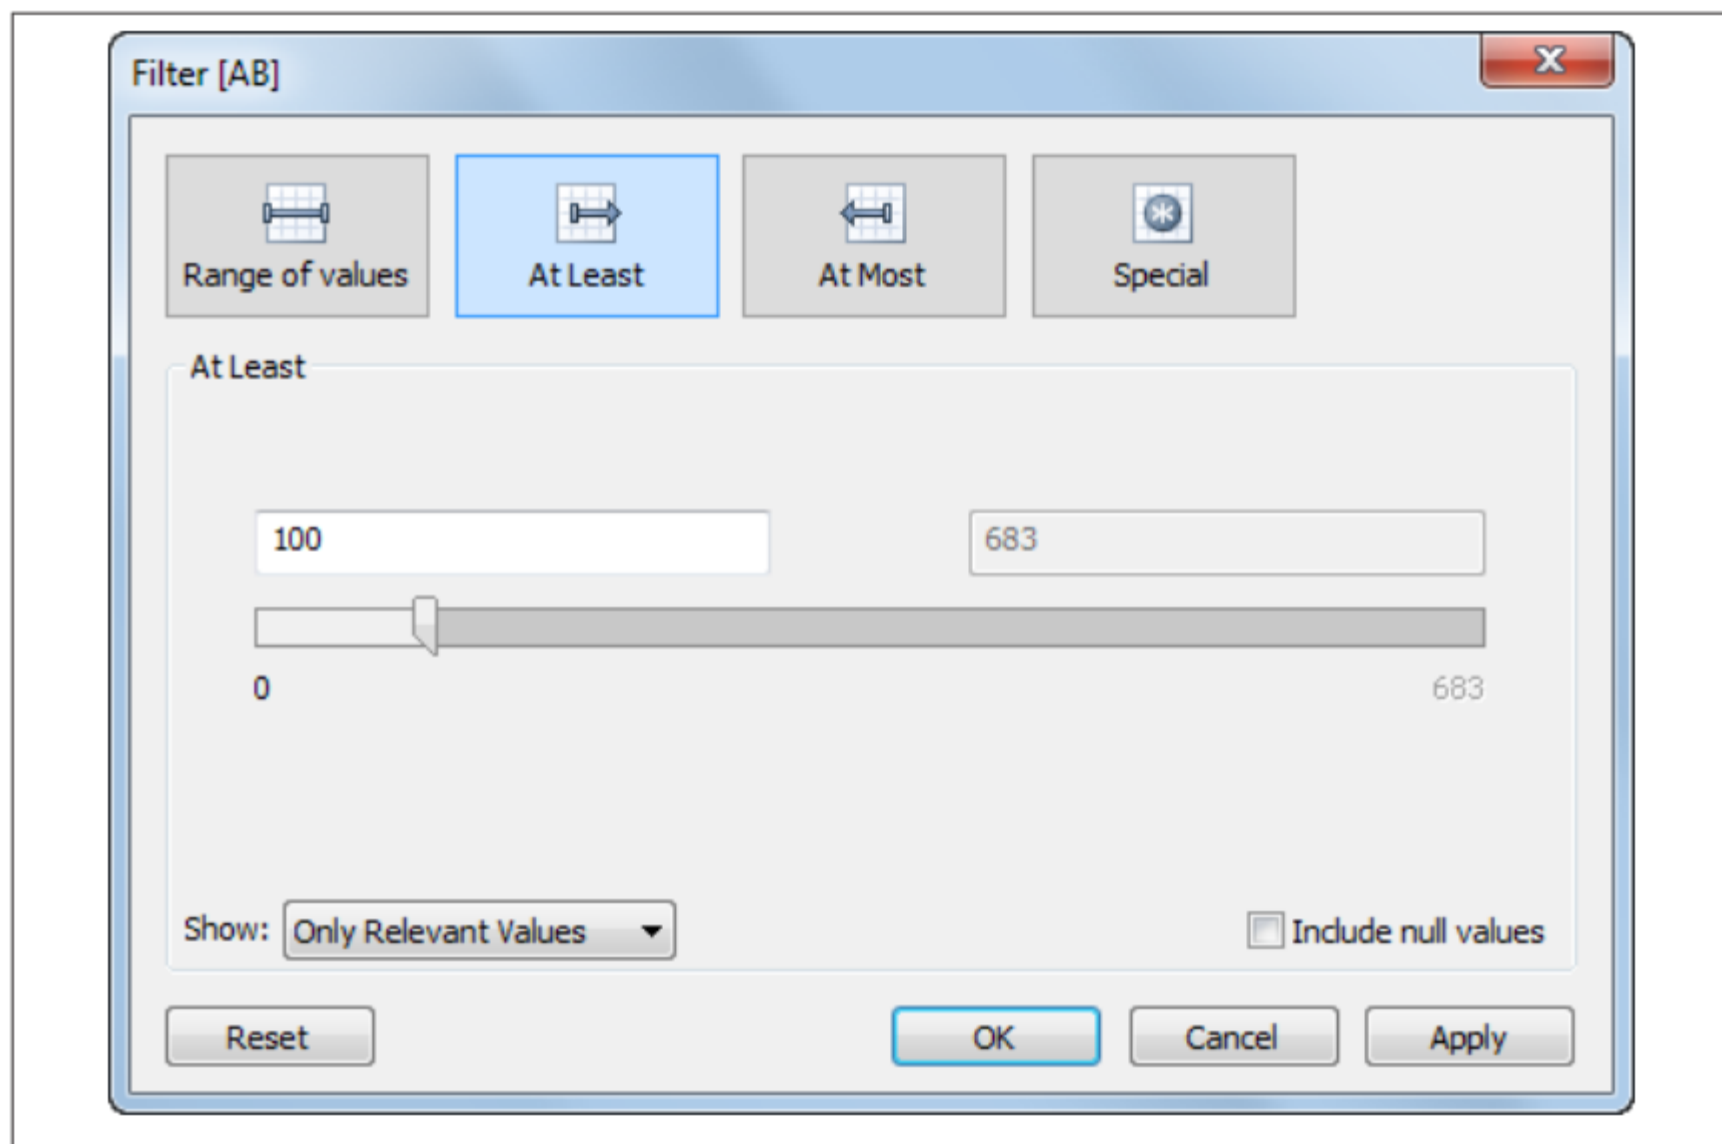 Filter [AB]
Range of values
At Least
At Most
Special
At Least
100
683
0
683
Show: Only Relevant Values
Include null values
Reset
OK
Cancel
Apply